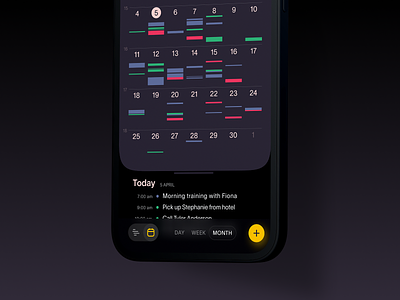 4 5 6 7 8 9 10
11 12 13 14 15 16 17
18 19 20 21 22 23 24
25 26 27 28 29 30 1
Today 5 APRIL
7:00 am Morning training with Fiona
9:00 am Pick up Stephanie from hotel
10:00 am Call Tyler Anderson
DAY WEEK MONTH +